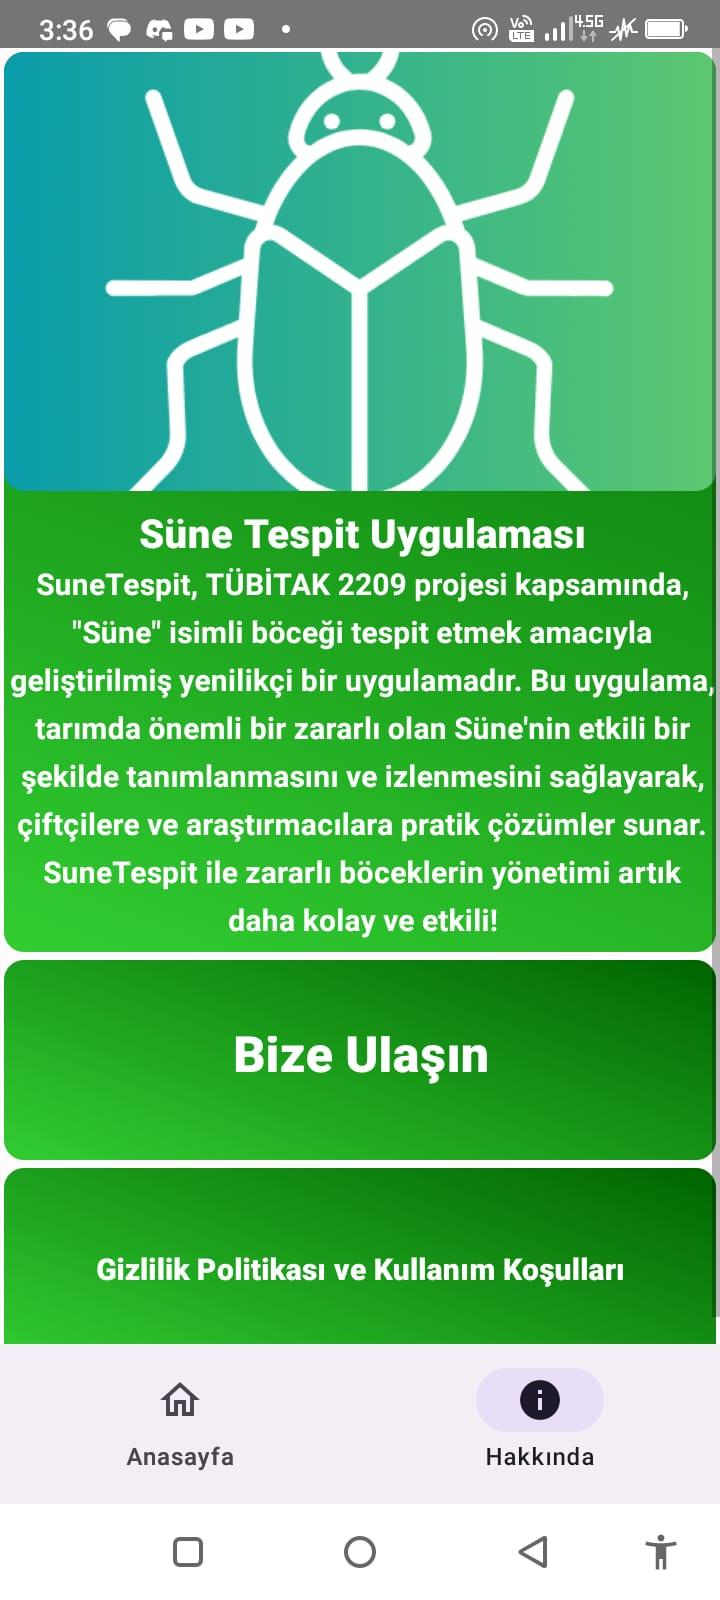 3:36
Vo LTE 4.5G
Süne Tespit Uygulaması
SuneTespit, TÜBİTAK 2209 projesi kapsamında,
"Süne" isimli böceği tespit etmek amacıyla
geliştirilmiş yenilikçi bir uygulamadır. Bu uygulama,
tarımda önemli bir zararlı olan Süne'nin etkili bir
şekilde tanımlanmasını ve izlenmesini sağlayarak,
çiftçilere ve araştırmacılara pratik çözümler sunar.
SuneTespit ile zararlı böceklerin yönetimi artık
daha kolay ve etkili!
Bize Ulaşın
Gizlilik Politikası ve Kullanım Koşulları
Anasayfa
Hakkında